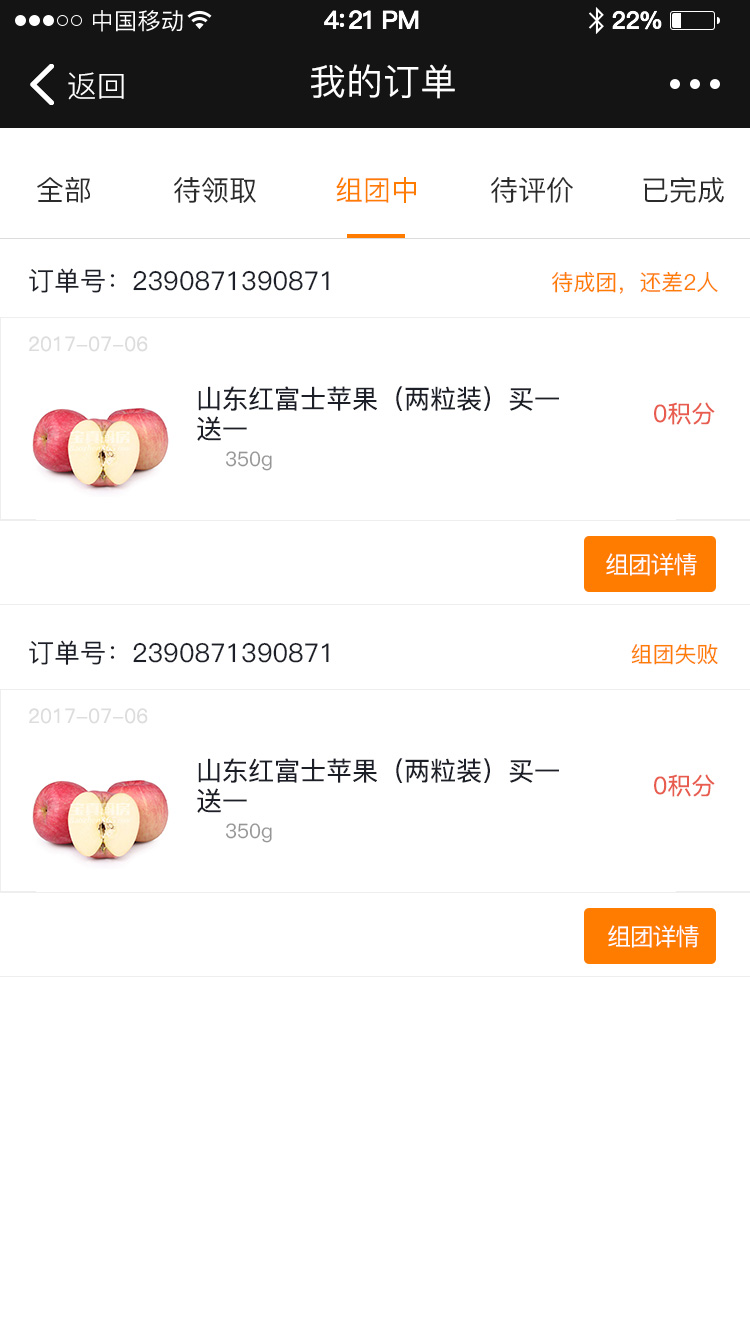 中国移动 4:21 PM 22%
返回 我的订单
全部 待领取 组团中 待评价 已完成
订单号：2390871390871 待成团，还差2人
2017-07-06
山东红富士苹果（两粒装）买一
送一
0积分
350g
组团详情
订单号：2390871390871 组团失败
2017-07-06
山东红富士苹果（两粒装）买一
送一
0积分
350g
组团详情